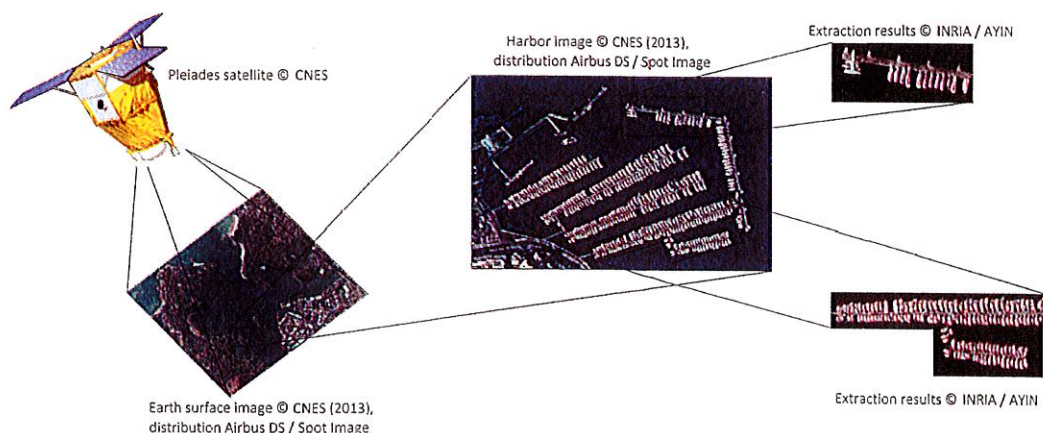 Pleiades satellite © CNES
Harbor image © CNES (2013),
distribution Airbus DS / Spot Image
Extraction results © INRIA / AYIN
Earth surface image © CNES (2013),
distribution Airbus DS / Spot Image
Extraction results © INRIA / AYIN